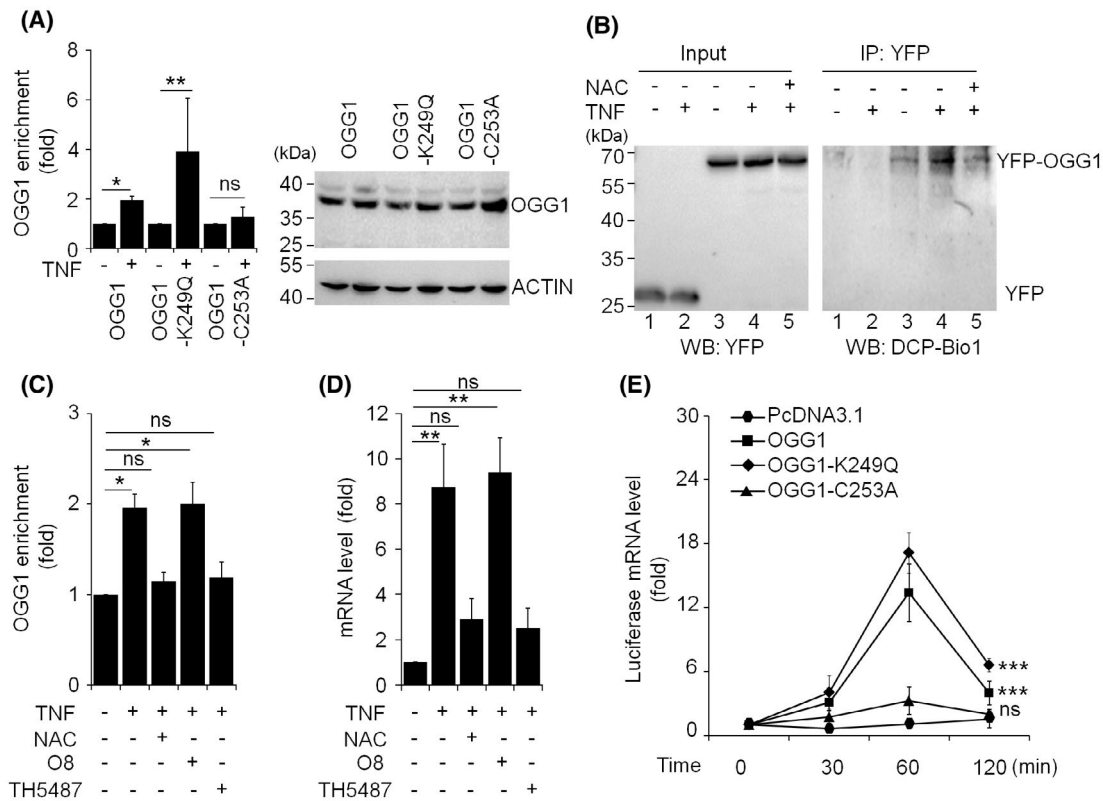 (A)
OGG1 enrichment
(fold)
8
6
4
2
0
*
**
ns
TNF - + - + - +
OGG1
OGG1
-K249Q
OGG1
-C253A
OGG1
OGG1
-K249Q
OGG1
-C253A
(kDa)
40
35
25
55
40
OGG1
ACTIN
(B)
Input IP: YFP
NAC - - - - + - - - - +
TNF - + - + + - + - + +
(kDa)
70
55
40
35
25
YFP-OGG1
YFP
1 2 3 4 5 1 2 3 4 5
WB: YFP WB: DCP-Bio1
(C)
OGG1 enrichment
(fold)
3
2
1
0
ns
*
ns
*
TNF - + + + +
NAC - - + - -
O8 - - - + -
TH5487 - - - - +
(D)
mRNA level (fold)
12
10
8
6
4
2
0
ns
**
ns
**
TNF - + + + +
NAC - - + - -
O8 - - - + -
TH5487 - - - - +
(E)
Luciferase mRNA level
(fold)
30
24
18
12
6
0
PcDNA3.1
OGG1
OGG1-K249Q
OGG1-C253A
***
***
ns
Time 0 30 60 120 (min)